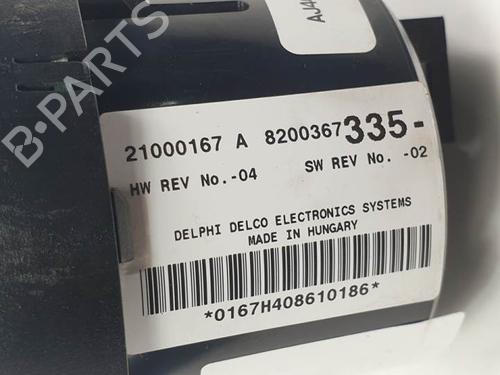 B-PARTS
21000167 A 8200367335-
HW REV No.-04 SW REV No. -02
DELPHI DELCO ELECTRONICS SYSTEMS
MADE IN HUNGARY
*0167H408610186*